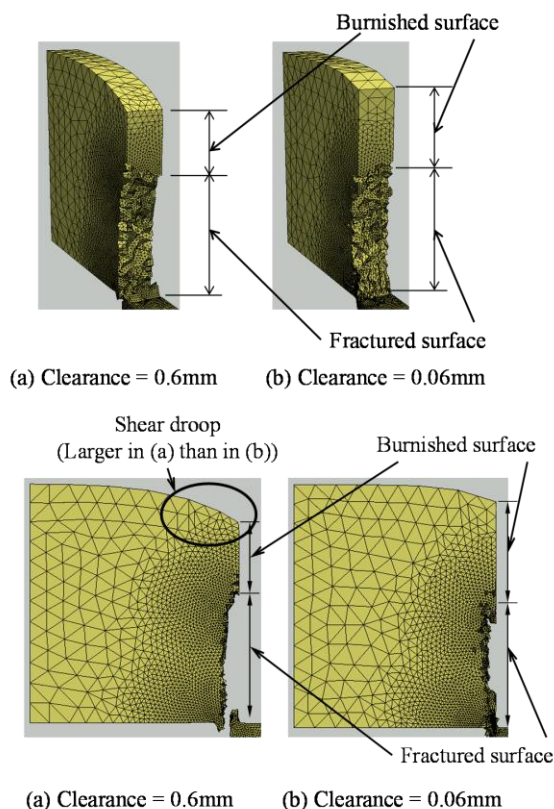 Burnished surface
Fractured surface
(a) Clearance = 0.6mm
(b) Clearance = 0.06mm
Shear droop
(Larger in (a) than in (b))
Burnished surface
Fractured surface
(a) Clearance = 0.6mm
(b) Clearance = 0.06mm